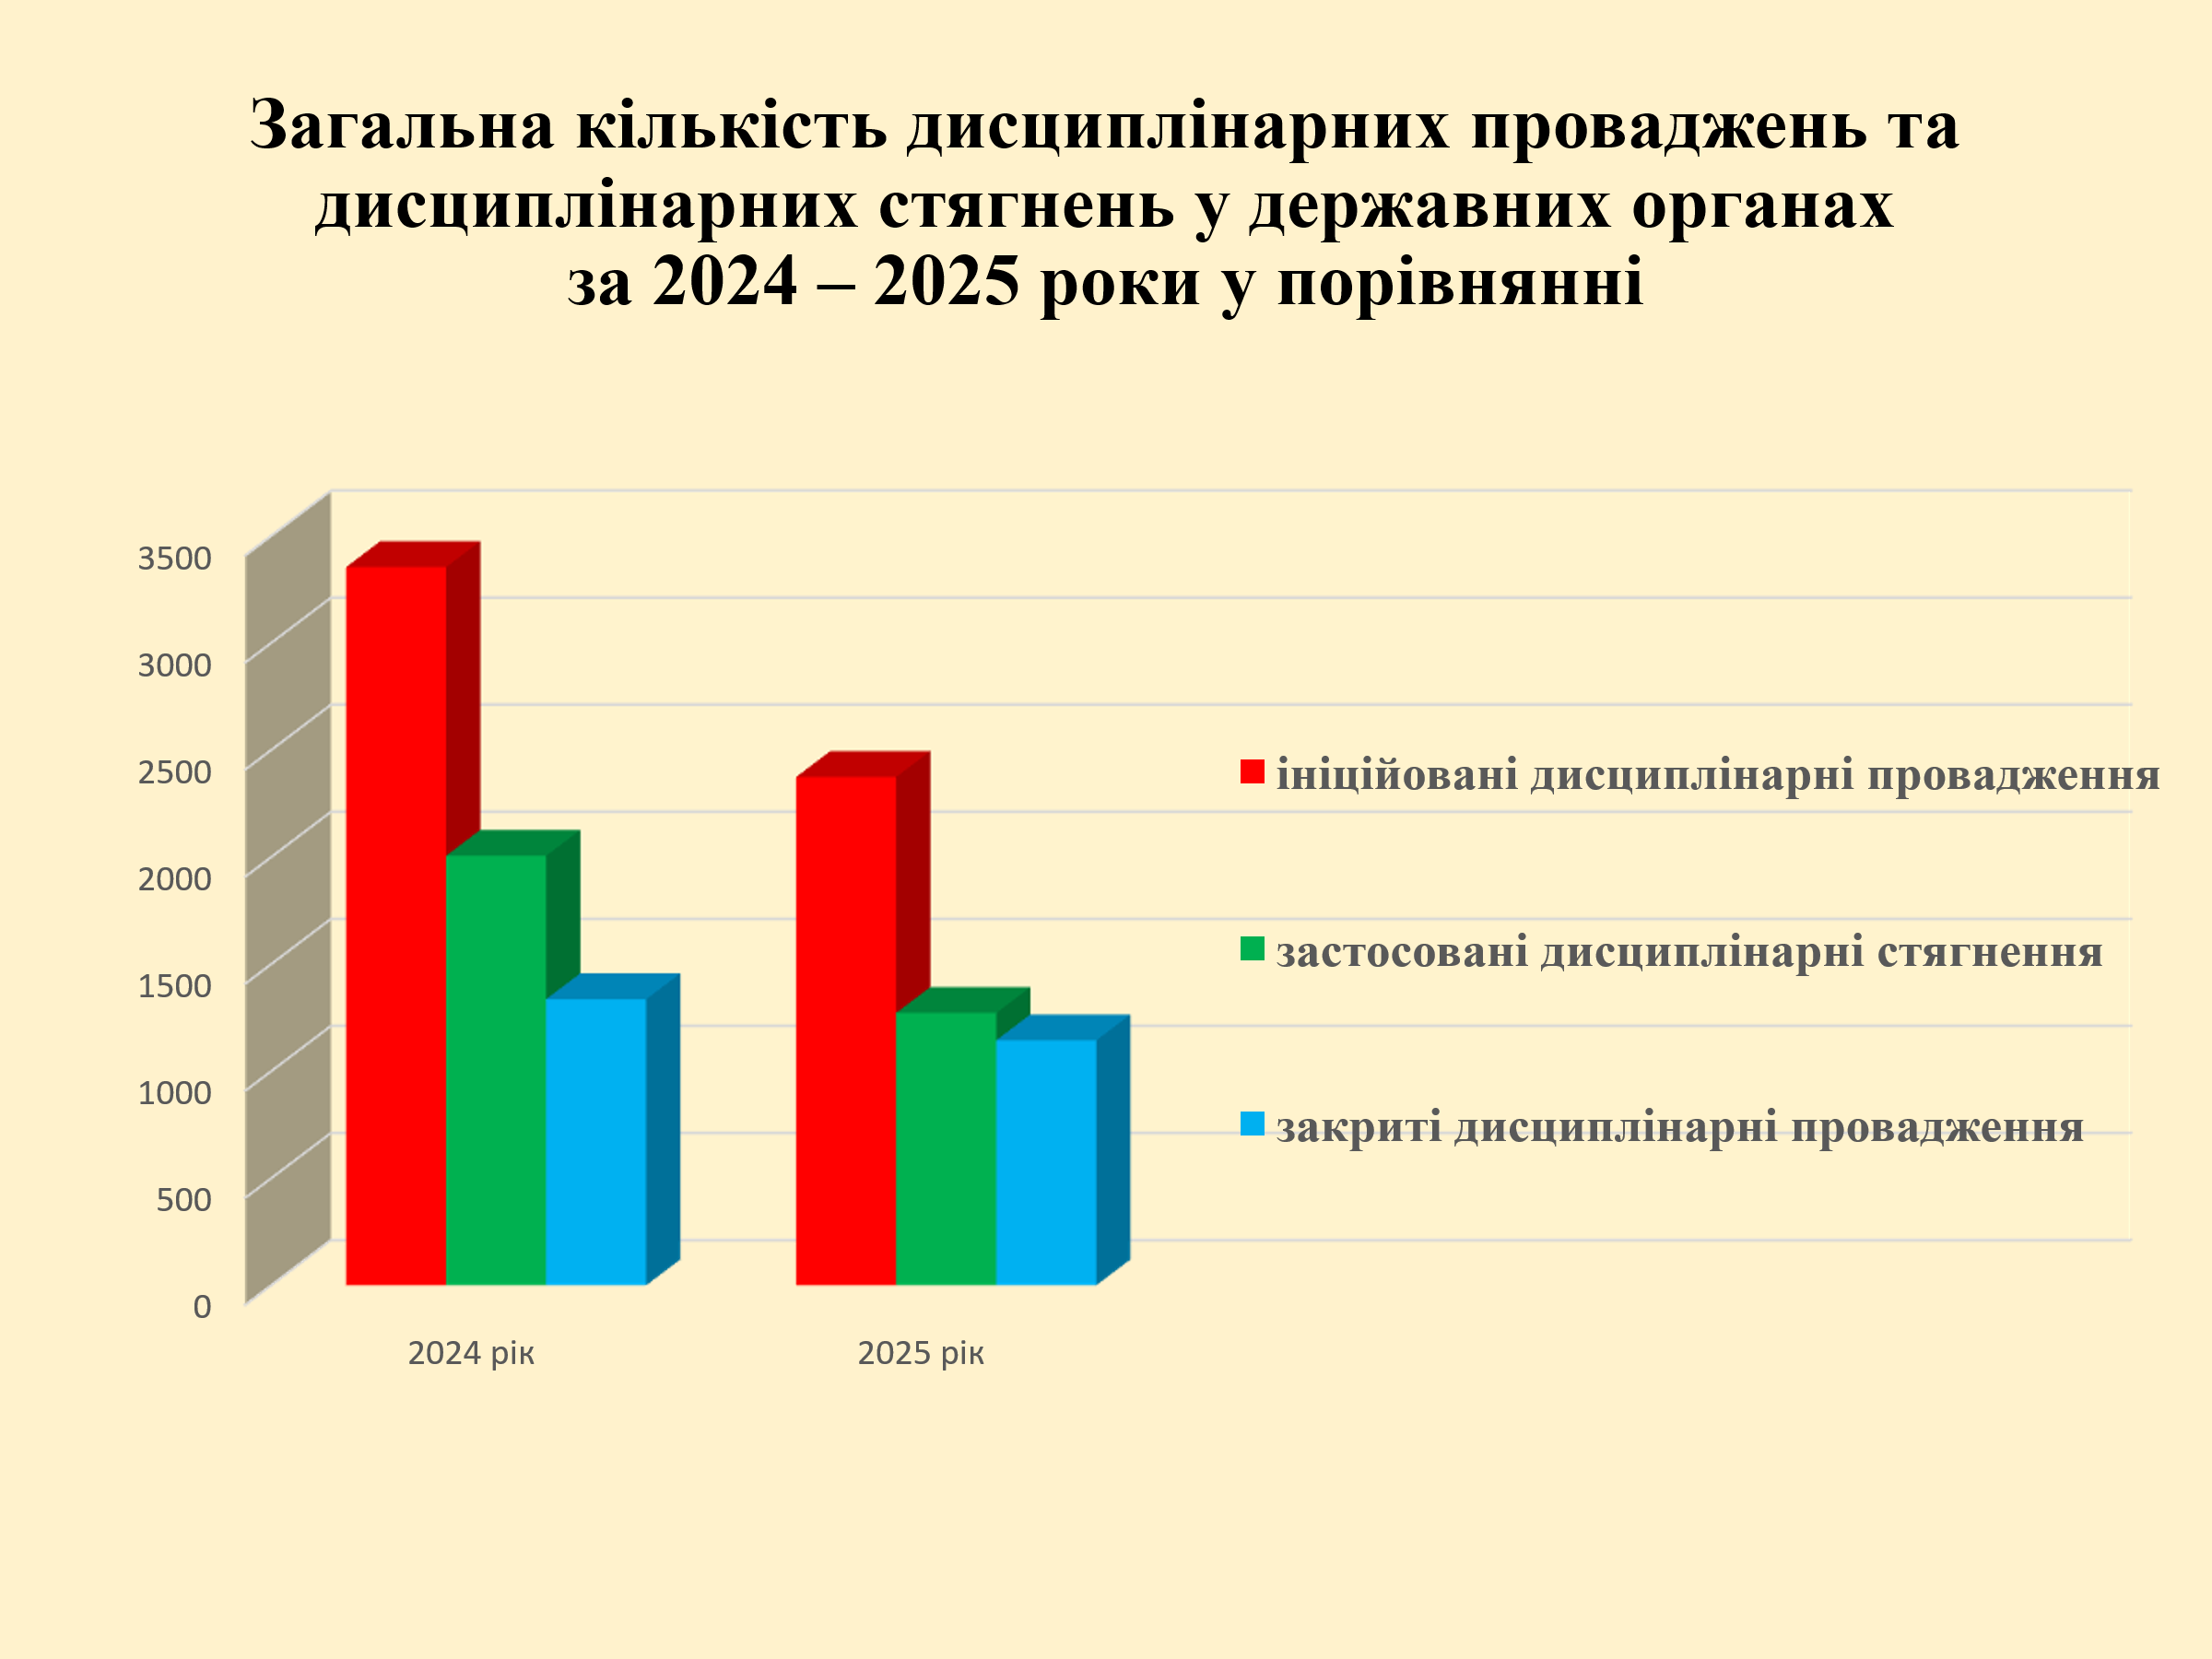 Загальна кількість дисциплінарних проваджень та
дисциплінарних стягнень у державних органах
за 2024 – 2025 роки у порівнянні
3500
3000
2500
2000
1500
1000
500
0
2024 рік
2025 рік
ініційовані дисциплінарні провадження
застосовані дисциплінарні стягнення
закриті дисциплінарні провадження